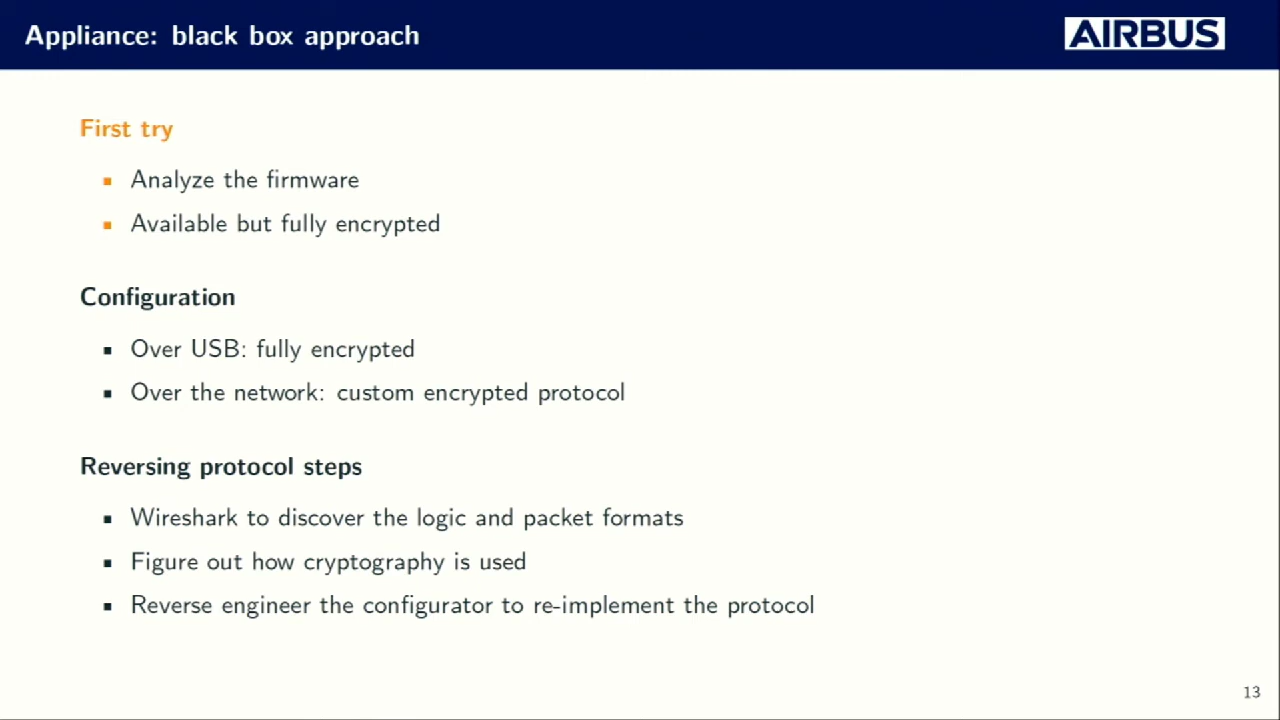 Appliance: black box approach
AIRBUS
First try
Analyze the firmware
Available but fully encrypted
Configuration
Over USB: fully encrypted
Over the network: custom encrypted protocol
Reversing protocol steps
Wireshark to discover the logic and packet formats
Figure out how cryptography is used
Reverse engineer the configurator to re-implement the protocol
13